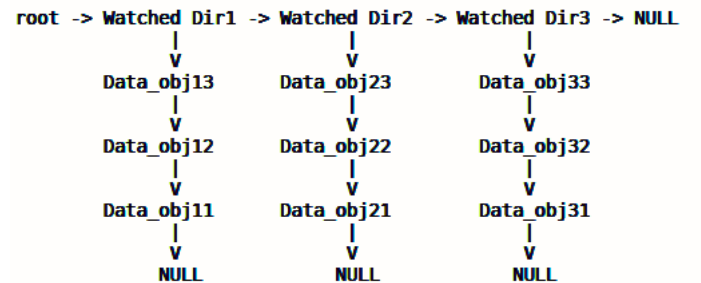 root -> Watched Dir1 -> Watched Dir2 -> Watched Dir3 -> NULL
| | |
V V V
Data_obj13 Data_obj23 Data_obj33
| | |
V V V
Data_obj12 Data_obj22 Data_obj32
| | |
V V V
Data_obj11 Data_obj21 Data_obj31
| | |
V V V
NULL NULL NULL